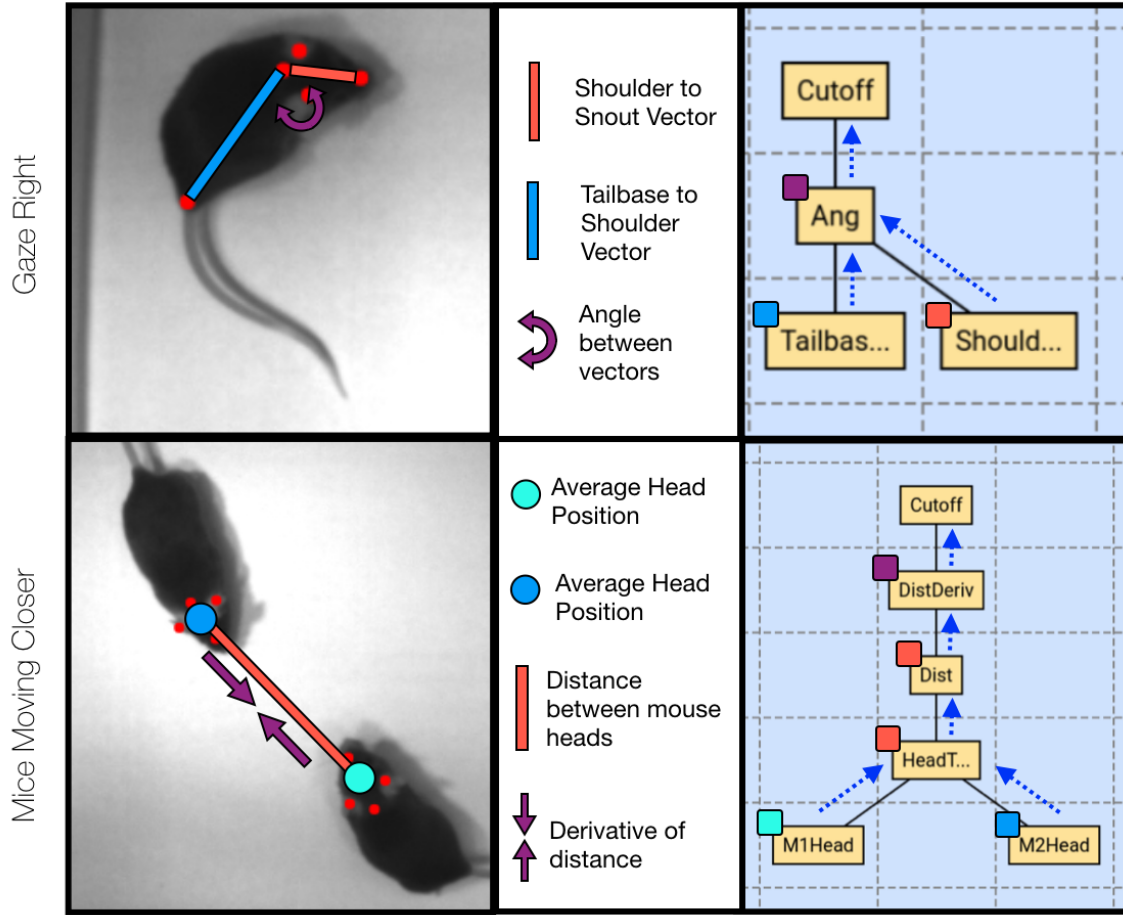 Gaze Right
Shoulder to
Snout Vector
Tailbase to
Shoulder
Vector
Angle
between
vectors
Cutoff
Ang
Tailbas...
Should...
Mice Moving Closer
Average Head
Position
Average Head
Position
Distance
between mouse
heads
Derivative of
distance
Cutoff
DistDeriv
Dist
HeadT...
M1Head
M2Head